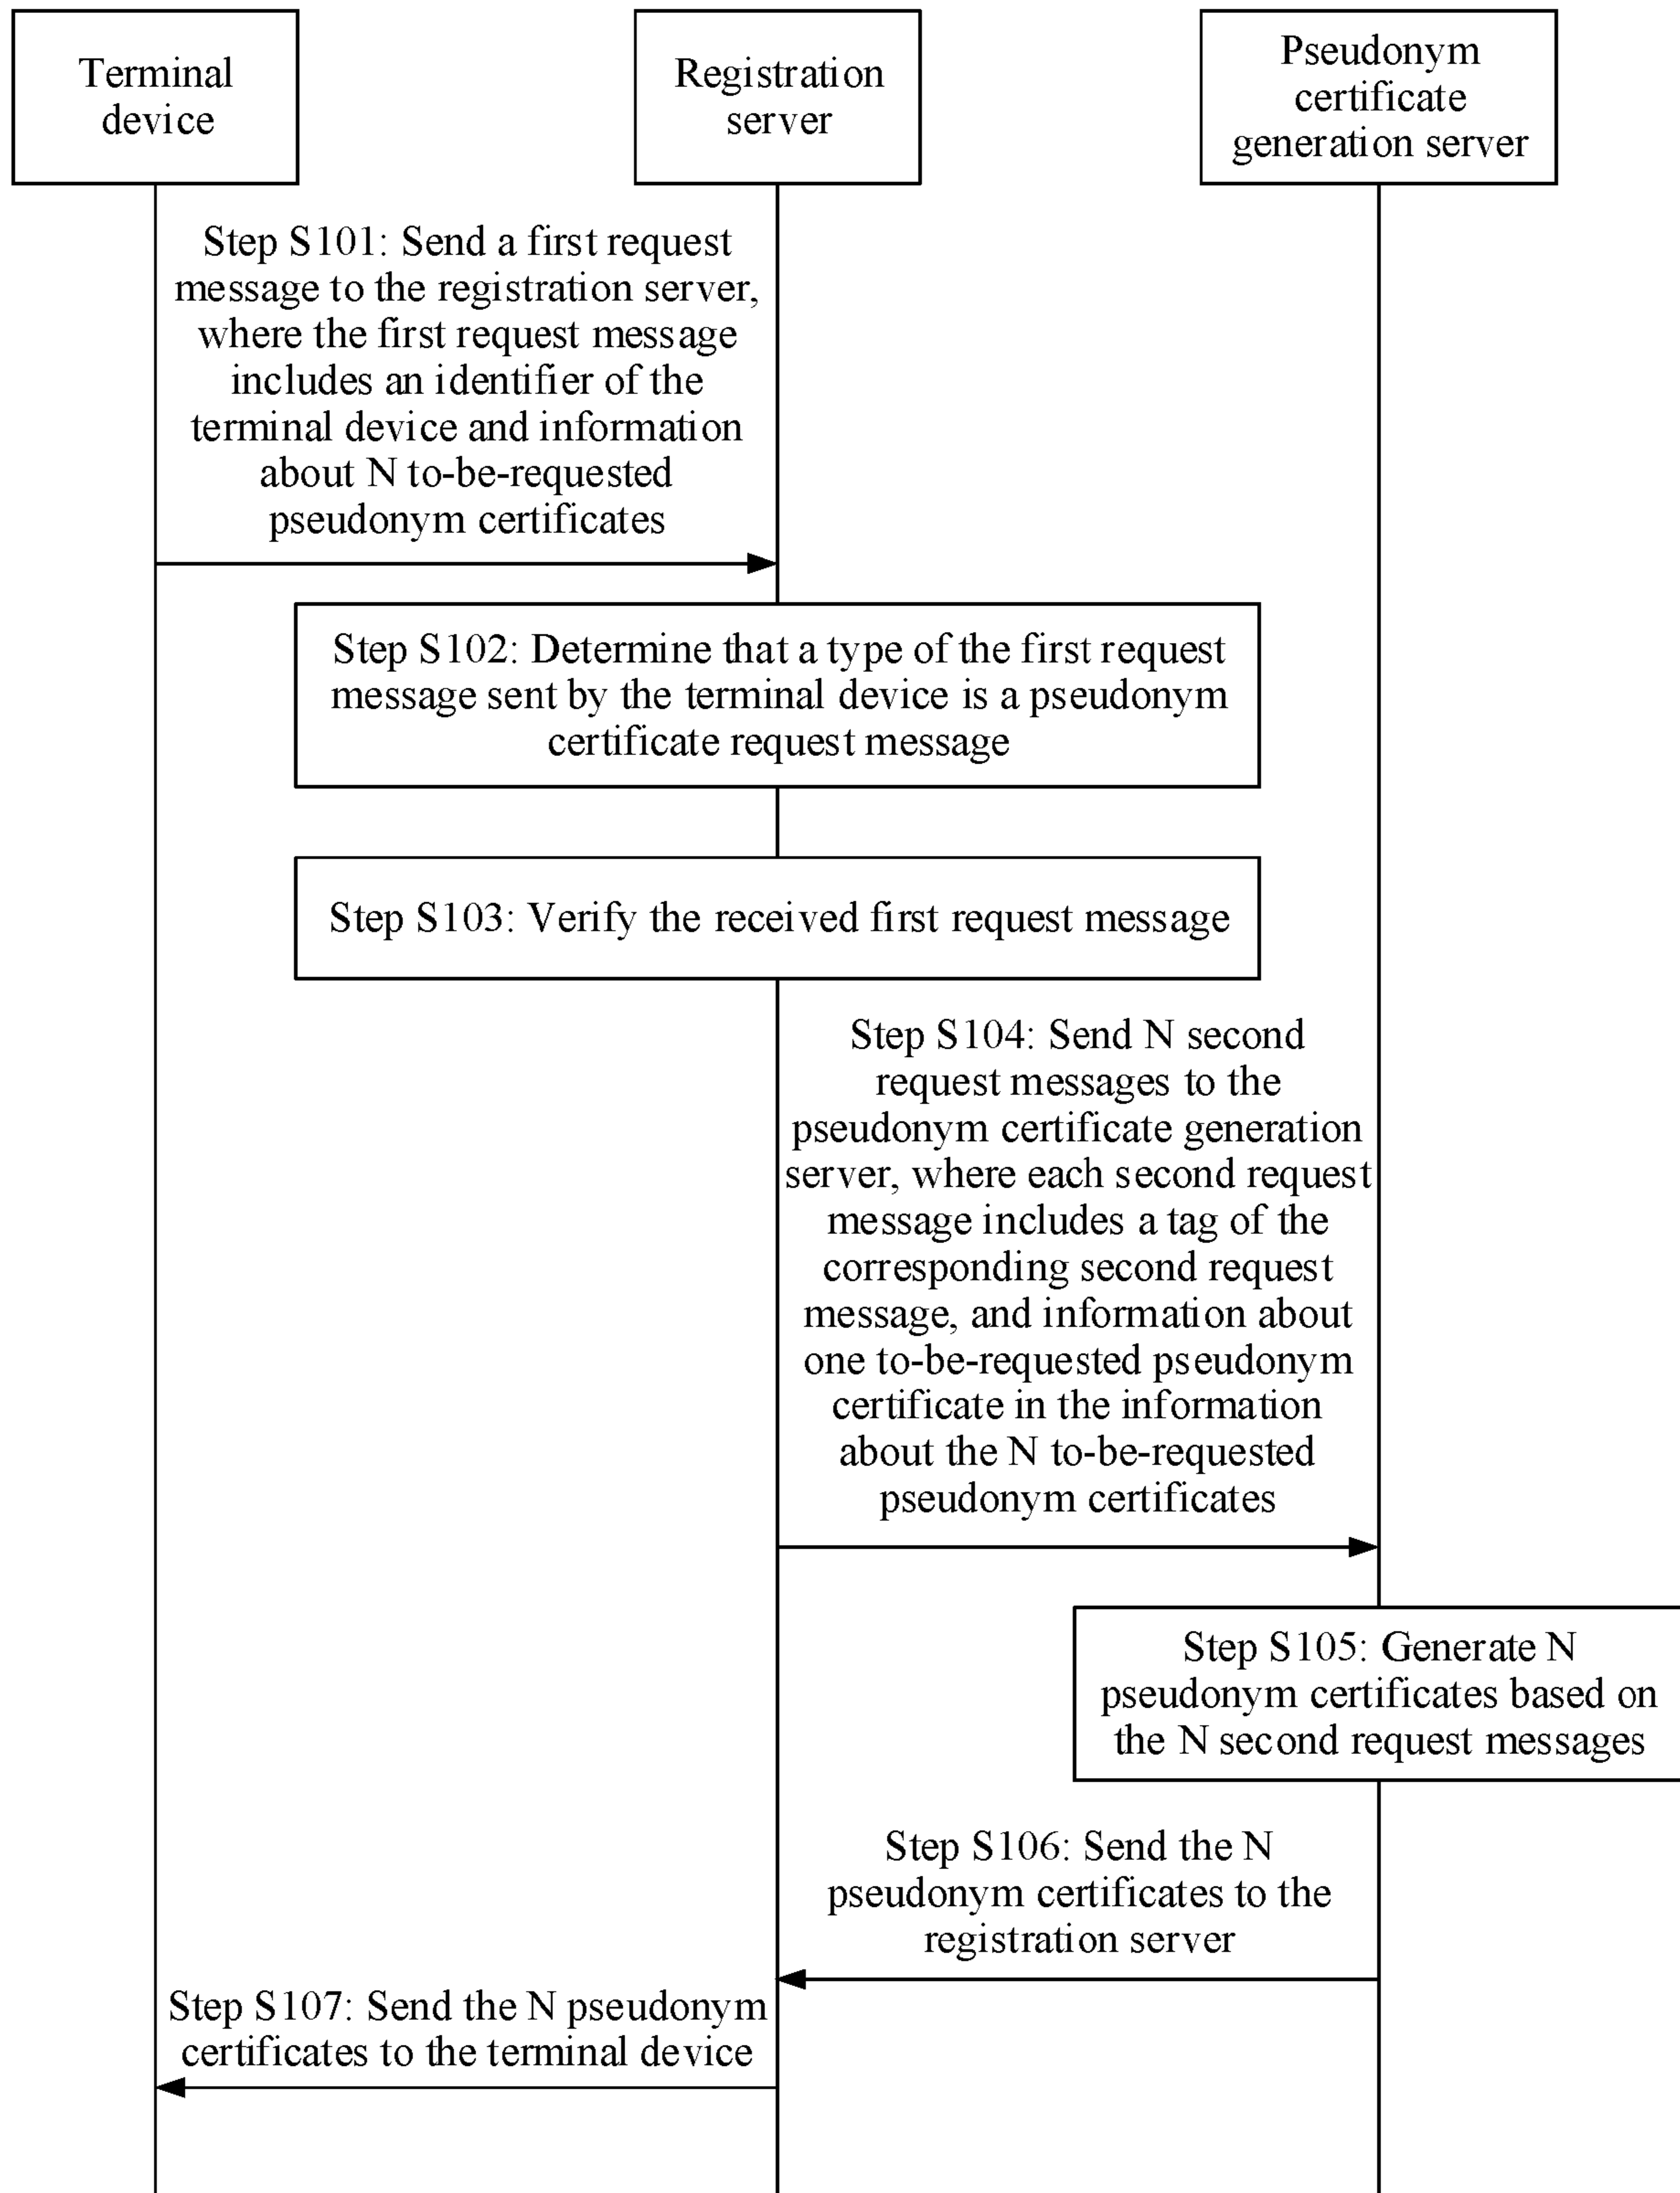 Terminal
device
Registration
server
Pseudonym
certificate
generation server
Step S101: Send a first request
message to the registration server,
where the first request message
includes an identifier of the
terminal device and information
about N to-be-requested
pseudonym certificates
Step S102: Determine that a type of the first request
message sent by the terminal device is a pseudonym
certificate request message
Step S103: Verify the received first request message
Step S104: Send N second
request messages to the
pseudonym certificate generation
server, where each second request
message includes a tag of the
corresponding second request
message, and information about
one to-be-requested pseudonym
certificate in the information
about the N to-be-requested
pseudonym certificates
Step S105: Generate N
pseudonym certificates based on
the N second request messages
Step S106: Send the N
pseudonym certificates to the
registration server
Step S107: Send the N pseudonym
certificates to the terminal device